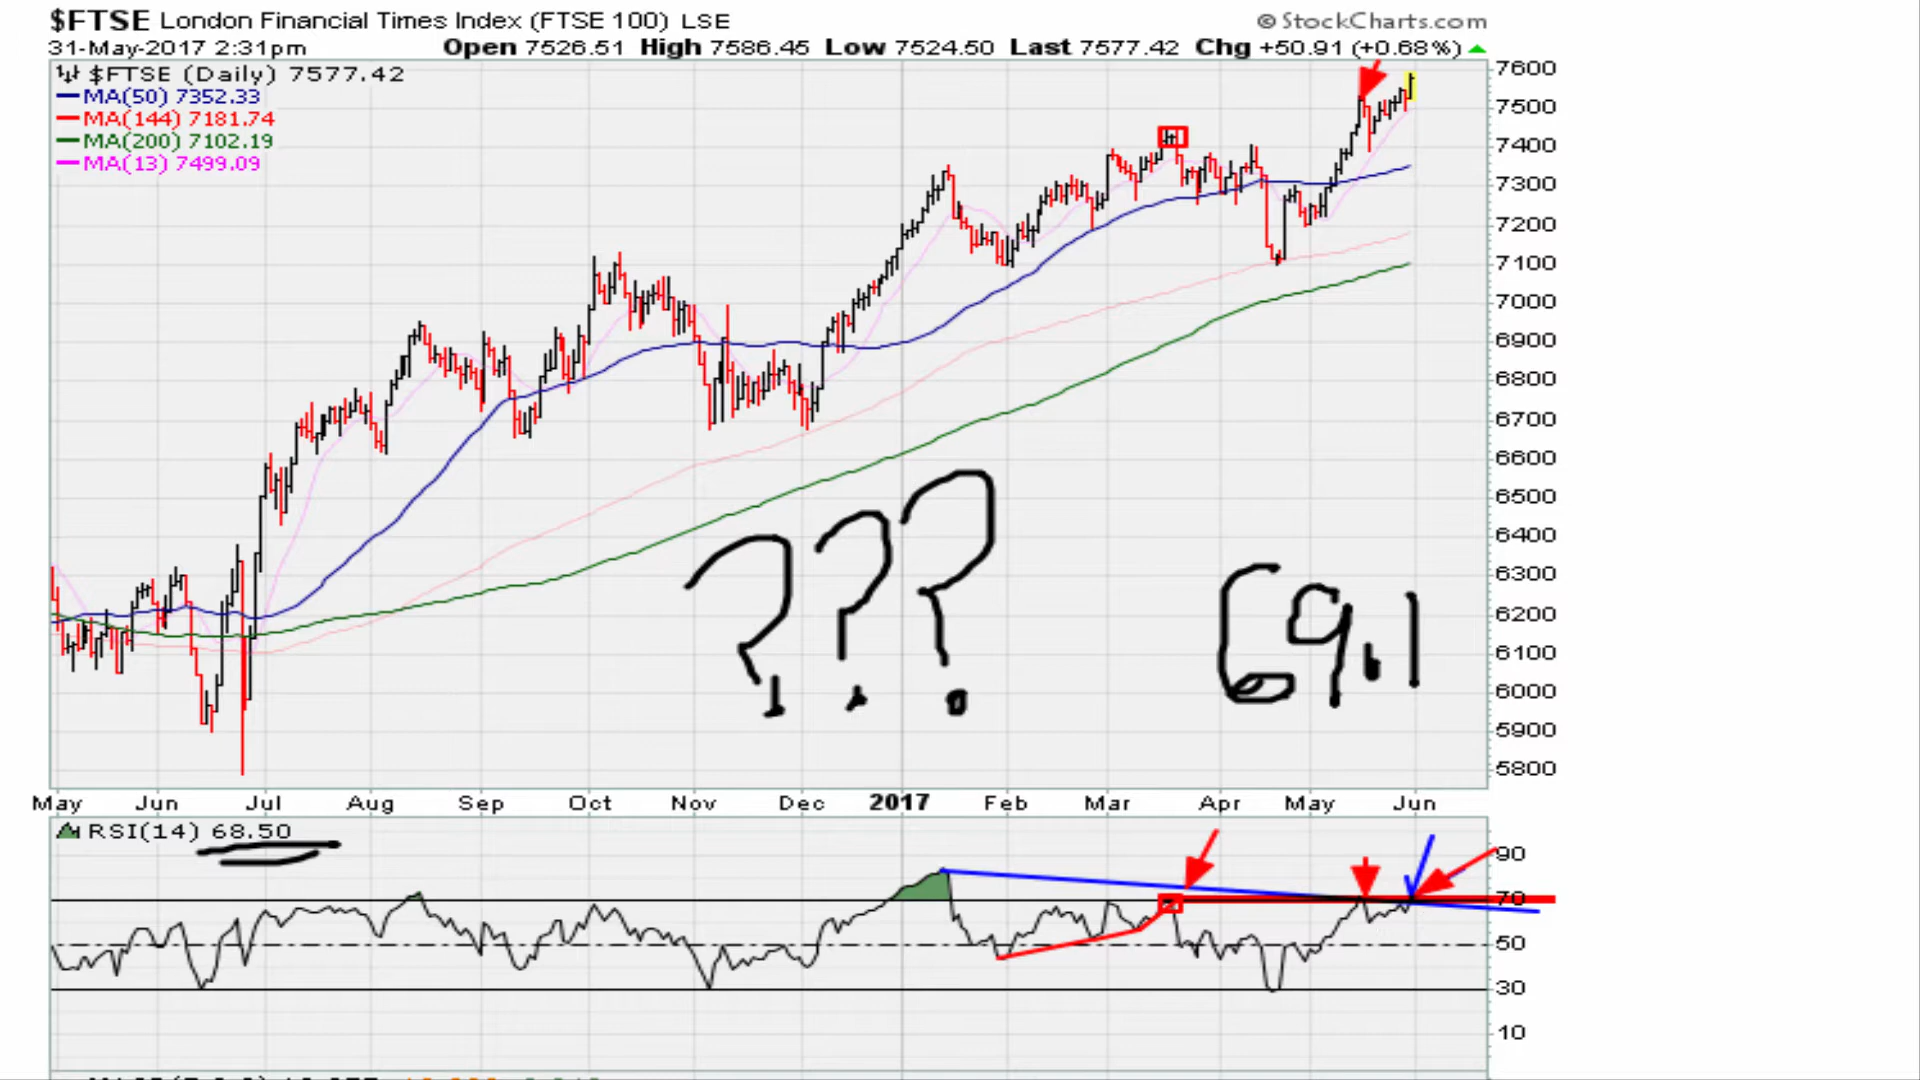 $FTSE London Financial Times Index (FTSE 100) LSE
© StockCharts.com
31-May-2017 2:31pm
Open 7526.51 High 7586.45 Low 7524.50 Last 7577.42 Chg +50.91 (+0.68%)
$FTSE (Daily) 7577.42
MA(50) 7352.33
MA(144) 7181.74
MA(200) 7102.19
MA(13) 7499.09
7600
7500
7400
7300
7200
7100
7000
6900
6800
6700
6600
6500
6400
6300
6200
6100
6000
5900
5800
???
69.1
May Jun Jul Aug Sep Oct Nov Dec 2017 Feb Mar Apr May Jun
RSI(14) 68.50
90
70
50
30
10